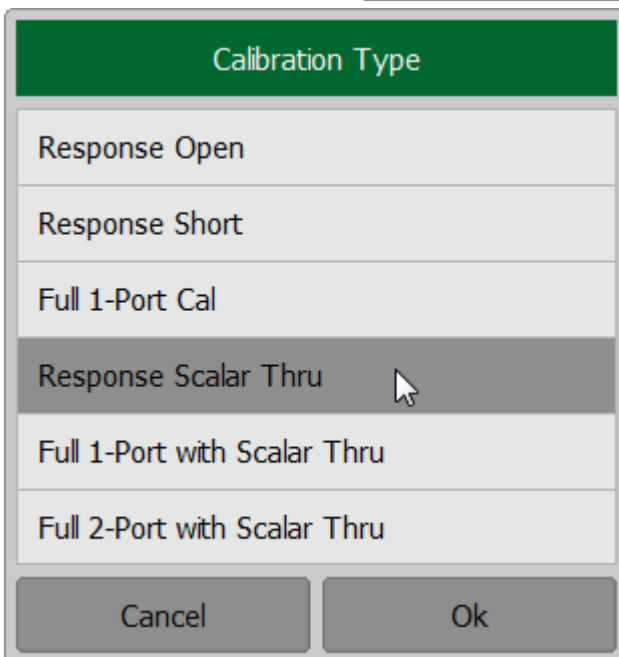 Calibration Type
Response Open
Response Short
Full 1-Port Cal
Response Scalar Thru
Full 1-Port with Scalar Thru
Full 2-Port with Scalar Thru
Cancel
Ok